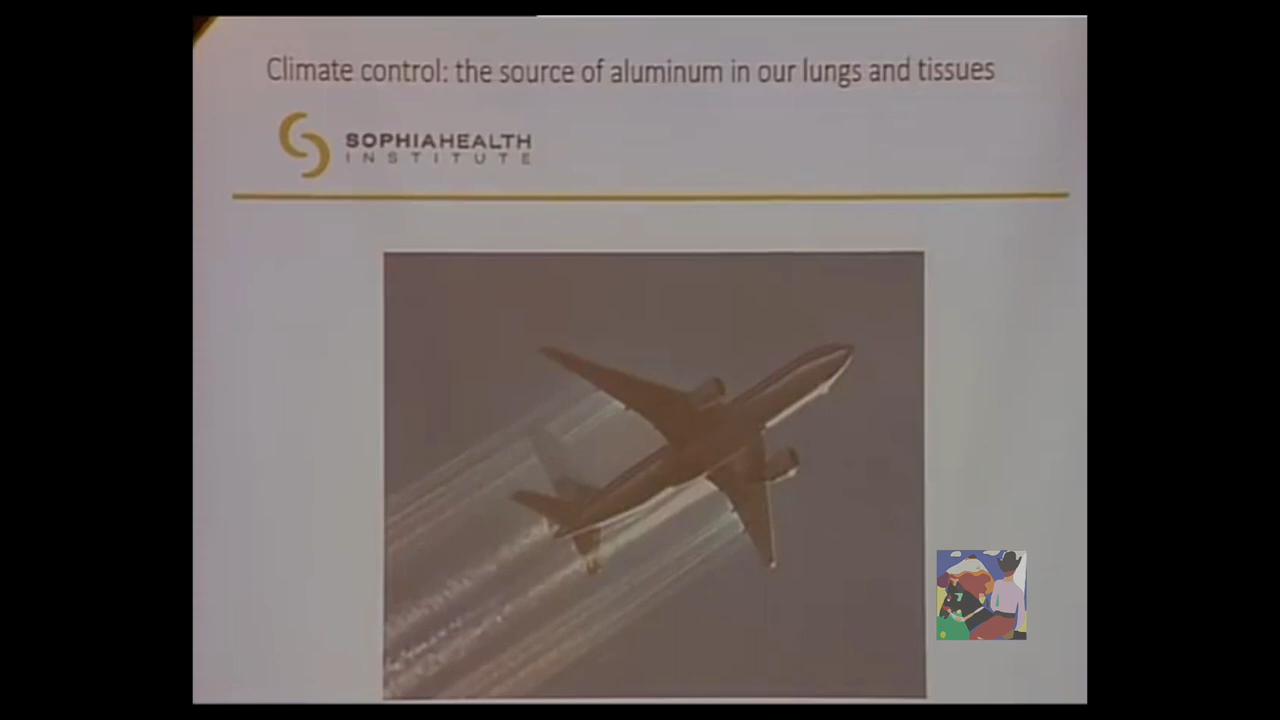 Climate control: the source of aluminum in our lungs and tissues
SOPHIAHEALTH
INSTITUTE